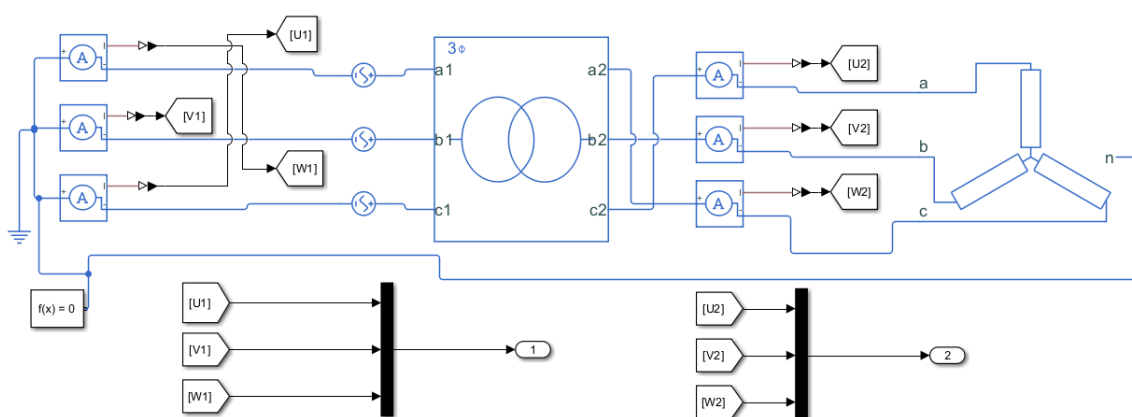 [U1]
3Φ
A
I
+
-
[U2]
A
I
+
-
a1
a2
a
[V1]
A
I
+
-
[V2]
A
I
+
-
b1
b2
b
n
[W1]
A
I
+
-
[W2]
A
I
+
-
c1
c2
c
f(x) = 0
[U1]
[V1]
[W1]
1
[U2]
[V2]
[W2]
2